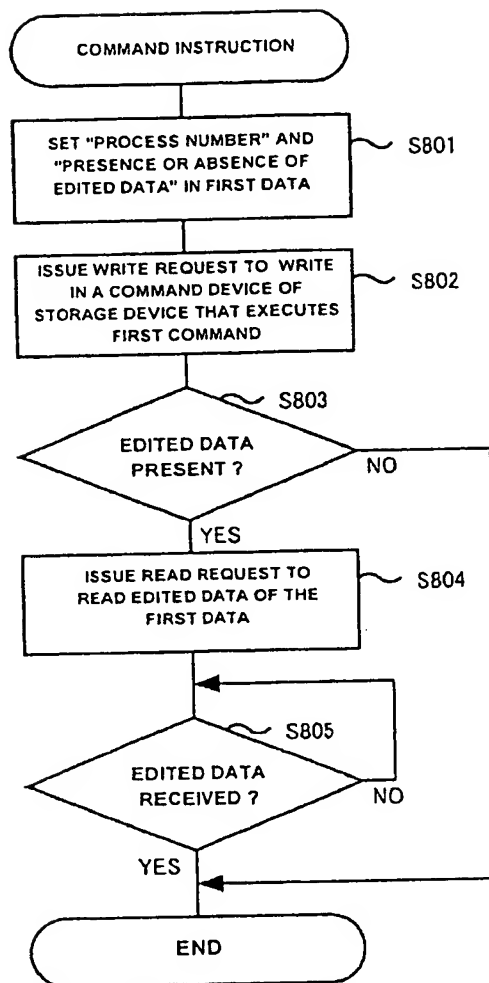 COMMAND INSTRUCTION
SET "PROCESS NUMBER" AND
"PRESENCE OR ABSENCE OF
EDITED DATA" IN FIRST DATA
S801
ISSUE WRITE REQUEST TO WRITE
IN A COMMAND DEVICE OF
STORAGE DEVICE THAT EXECUTES
FIRST COMMAND
S802
S803
EDITED DATA
PRESENT ?
NO
YES
ISSUE READ REQUEST TO
READ EDITED DATA OF THE
FIRST DATA
S804
S805
EDITED DATA
RECEIVED ?
NO
YES
END